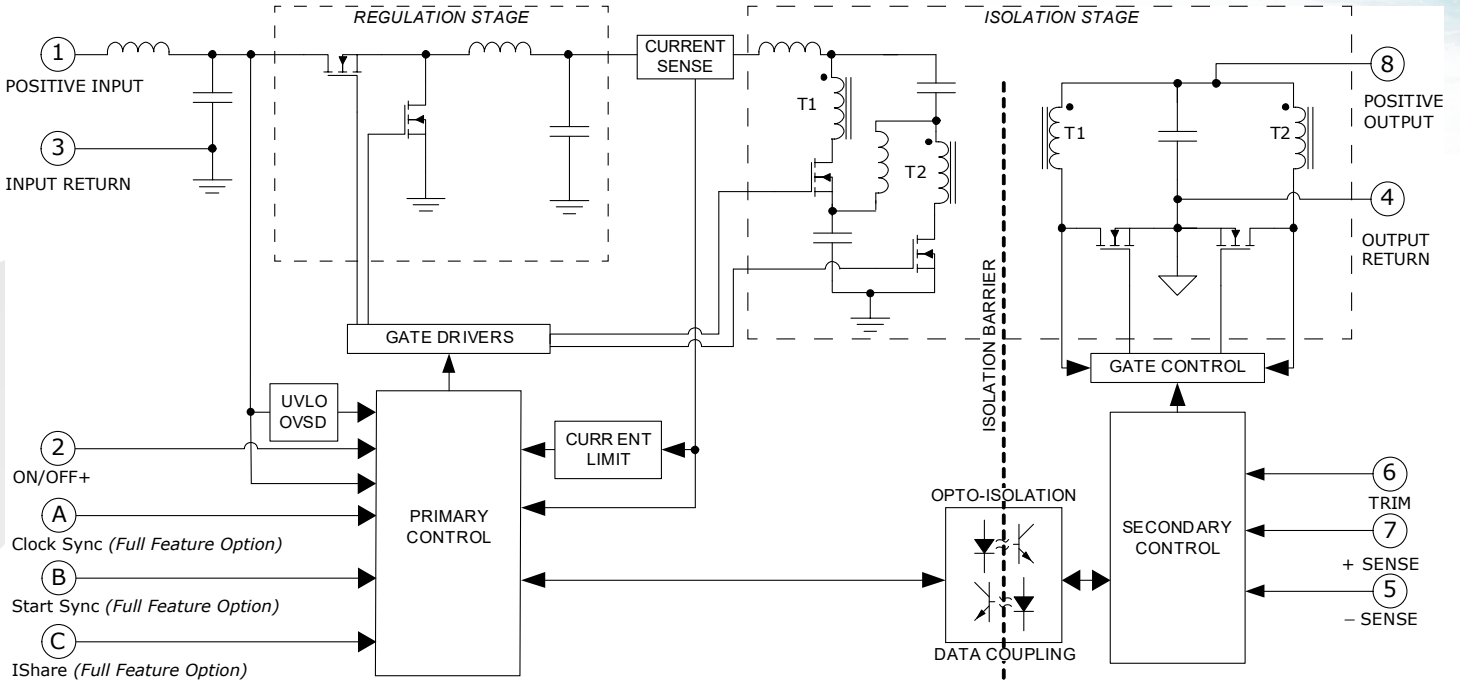 REGULATION STAGE
ISOLATION STAGE
1
POSITIVE INPUT
3
INPUT RETURN
CURRENT
SENSE
T1
T2
T1
T2
8
POSITIVE
OUTPUT
4
OUTPUT
RETURN
ISOLATION BARRIER
GATE DRIVERS
GATE CONTROL
UVLO
OVSD
2
ON/OFF+
A
Clock Sync (Full Feature Option)
B
Start Sync (Full Feature Option)
C
IShare (Full Feature Option)
PRIMARY
CONTROL
CURRENT
LIMIT
OPTO-ISOLATION
DATA COUPLING
SECONDARY
CONTROL
6
TRIM
7
+ SENSE
5
– SENSE